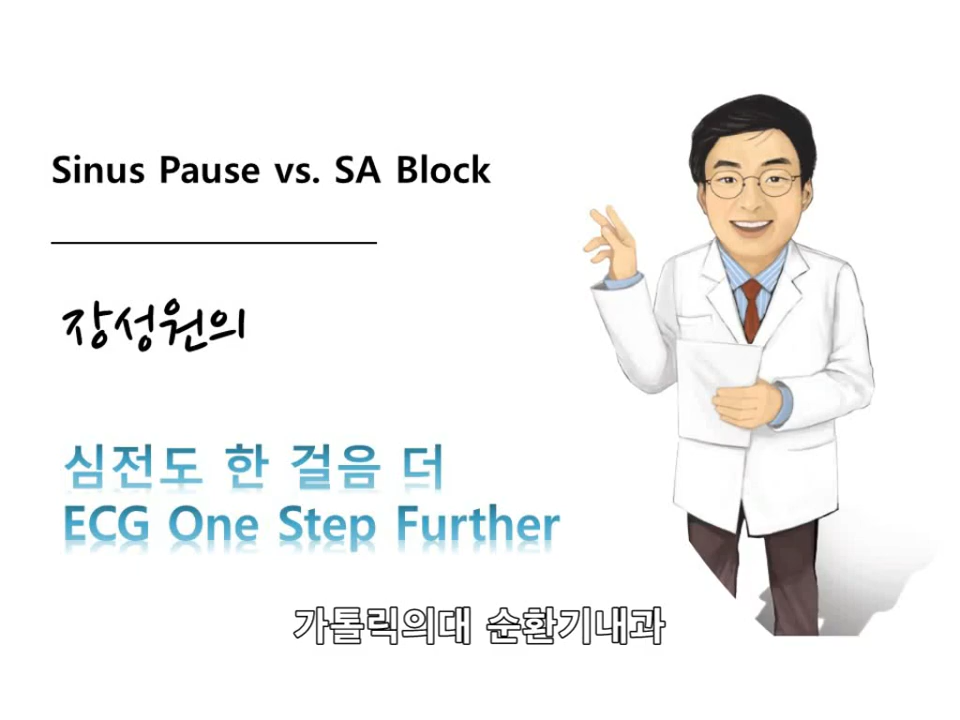 Sinus Pause vs. SA Block
장성원의
심전도 한 걸음 더
ECG One Step Further
가톨릭의대 순환기내과